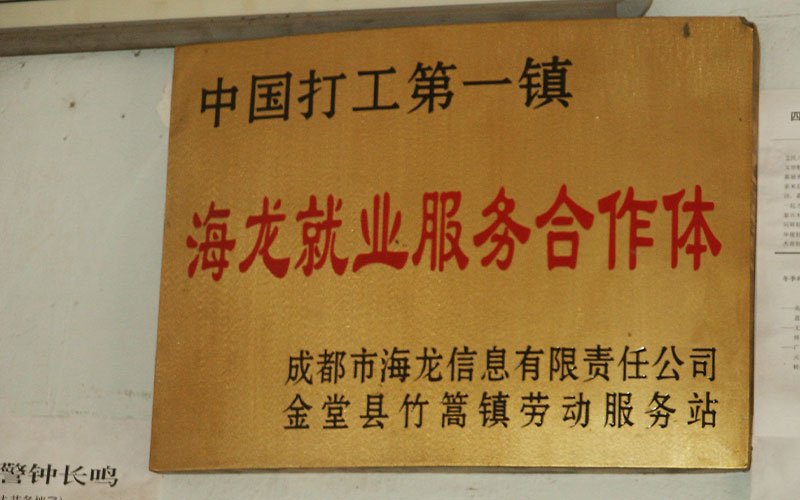 中国打工第一镇
海龙就业服务合作体
成都市海龙信息有限责任公司
金堂县竹篙镇劳动服务站
警钟长鸣
四